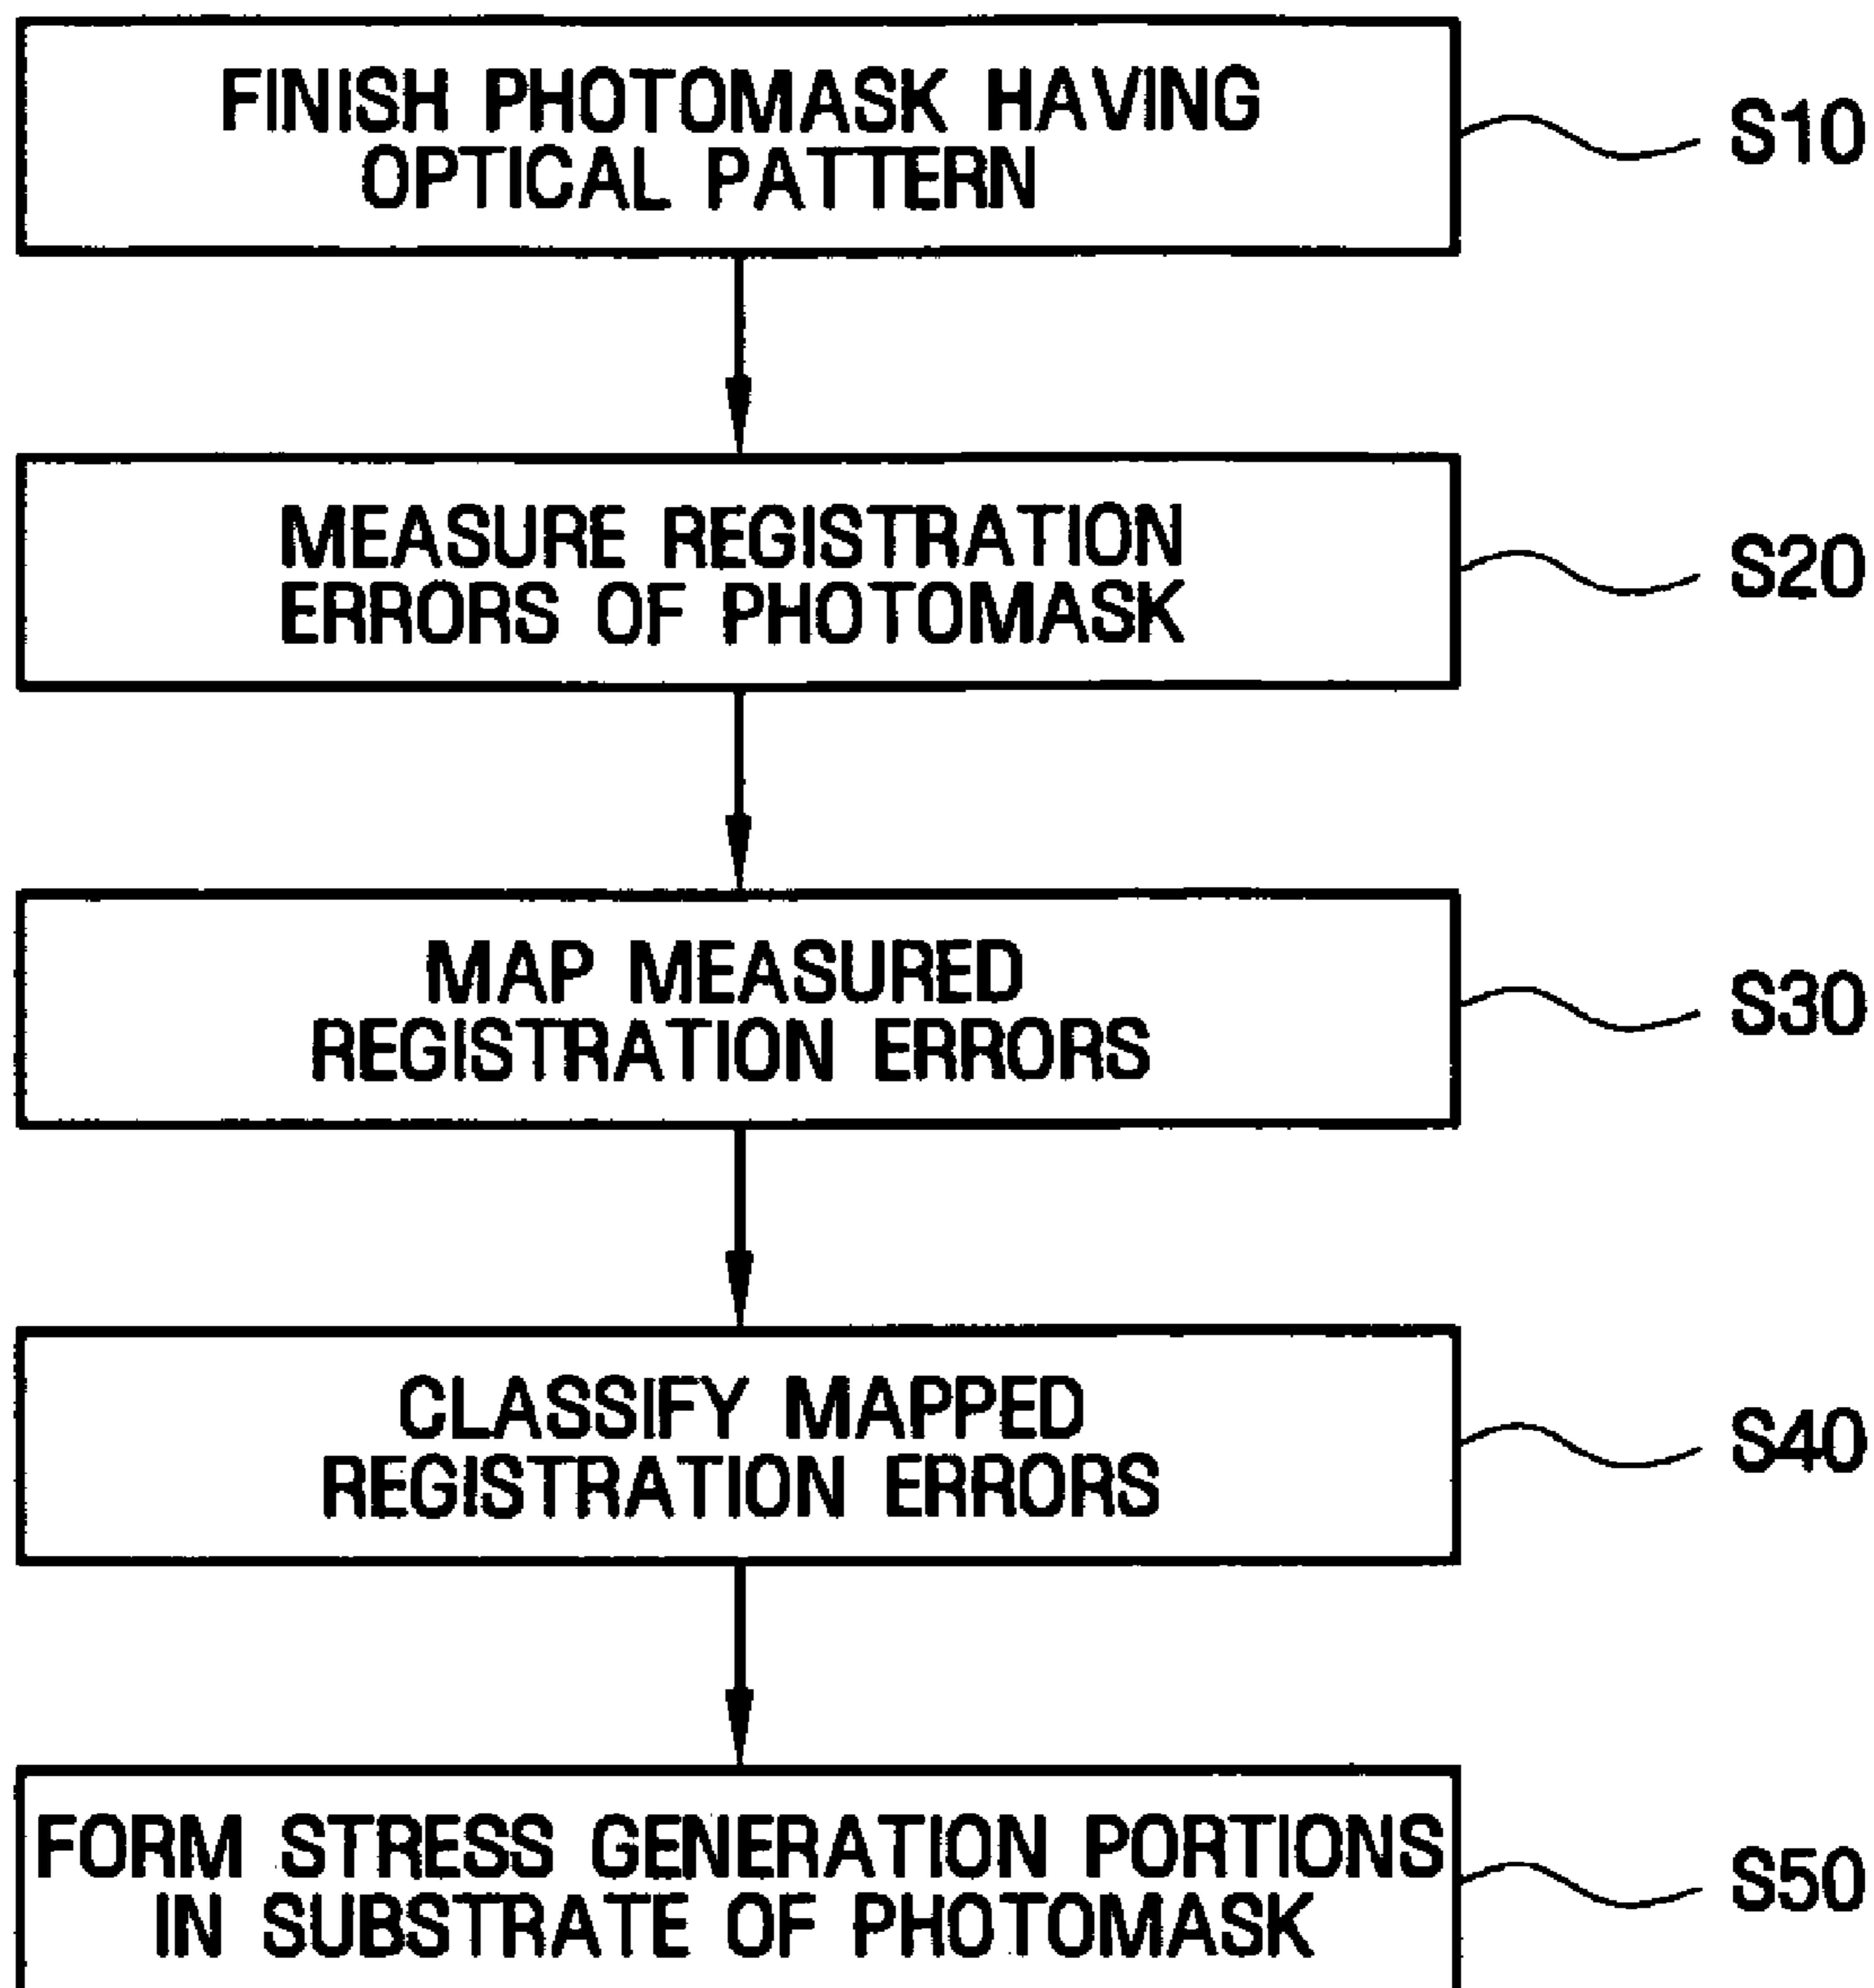 FINISH PHOTOMASK HAVING
OPTICAL PATTERN
S10
MEASURE REGISTRATION
ERRORS OF PHOTOMASK
S20
MAP MEASURED
REGISTRATION ERRORS
S30
CLASSIFY MAPPED
REGISTRATION ERRORS
S40
FORM STRESS GENERATION PORTIONS
IN SUBSTRATE OF PHOTOMASK
S50